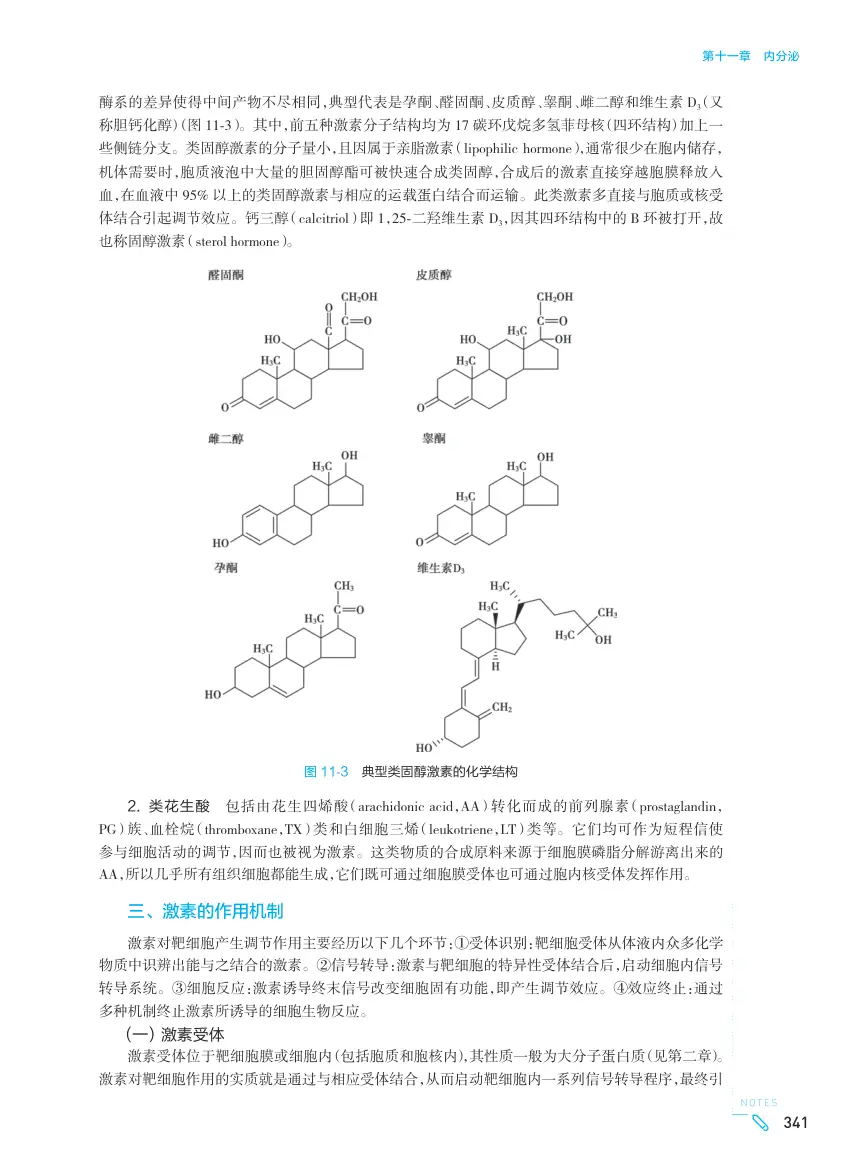 第十一章 内分泌
酶系的差异使得中间产物不尽相同,典型代表是孕酮、醛固酮、皮质醇、睾酮、雌二醇和维生素 D₃(又
称胆钙化醇)(图 11-3)。其中,前五种激素分子结构均为 17 碳环戊烷多氢菲母核(四环结构)加上一
些侧链分支。类固醇激素的分子量小,且因属于亲脂激素(lipophilic hormone),通常很少在胞内储存,
机体需要时,胞质液泡中大量的胆固醇酯可被快速合成类固醇,合成后的激素直接穿越胞膜释放入
血,在血液中 95% 以上的类固醇激素与相应的运载蛋白结合而运输。此类激素多直接与胞质或核受
体结合引起调节效应。钙三醇(calcitriol)即 1,25-二羟维生素 D₃,因其四环结构中的 B 环被打开,故
也称固醇激素(sterol hormone)。
醛固酮 皮质醇
CH₂OH CH₂OH
O C=O C=O
C H₃C OH
HO HO
H₃C H₃C
O O
雌二醇 睾酮
OH OH
H₃C H₃C
H₃C
HO O
孕酮 维生素D₃
CH₃ H₃C
C=O H₃C CH₃
H₃C H₃C OH
H₃C H
HO CH₂
HO
图 11-3 典型类固醇激素的化学结构
2. 类花生酸 包括由花生四烯酸(arachidonic acid,AA)转化而成的前列腺素(prostaglandin,
PG)族、血栓烷(thromboxane,TX)类和白细胞三烯(leukotriene,LT)类等。它们均可作为短程信使
参与细胞活动的调节,因而也被视为激素。这类物质的合成原料来源于细胞膜磷脂分解游离出来的
AA,所以几乎所有组织细胞都能生成,它们既可通过细胞膜受体也可通过胞内核受体发挥作用。
三、激素的作用机制
激素对靶细胞产生调节作用主要经历以下几个环节:①受体识别:靶细胞受体从体液内众多化学
物质中识辨出能与之结合的激素。②信号转导:激素与靶细胞的特异性受体结合后,启动细胞内信号
转导系统。③细胞反应:激素诱导终末信号改变细胞固有功能,即产生调节效应。④效应终止:通过
多种机制终止激素所诱导的细胞生物反应。
(一)激素受体
激素受体位于靶细胞膜或细胞内(包括胞质和胞核内),其性质一般为大分子蛋白质(见第二章)。
激素对靶细胞作用的实质就是通过与相应受体结合,从而启动靶细胞内一系列信号转导程序,最终引
NOTES
341